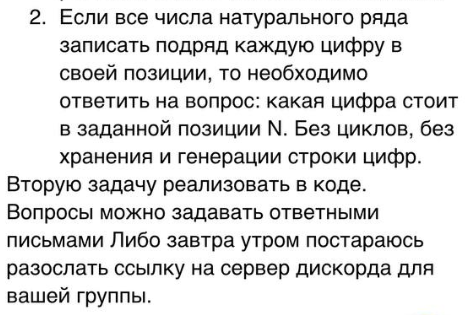 2. Если все числа натурального ряда
записать подряд каждую цифру в
своей позиции, то необходимо
ответить на вопрос: какая цифра стоит
в заданной позиции N. Без циклов, без
хранения и генерации строки цифр.
Вторую задачу реализовать в коде.
Вопросы можно задавать ответными
письмами Либо завтра утром постараюсь
разослать ссылку на сервер дискорда для
вашей группы.